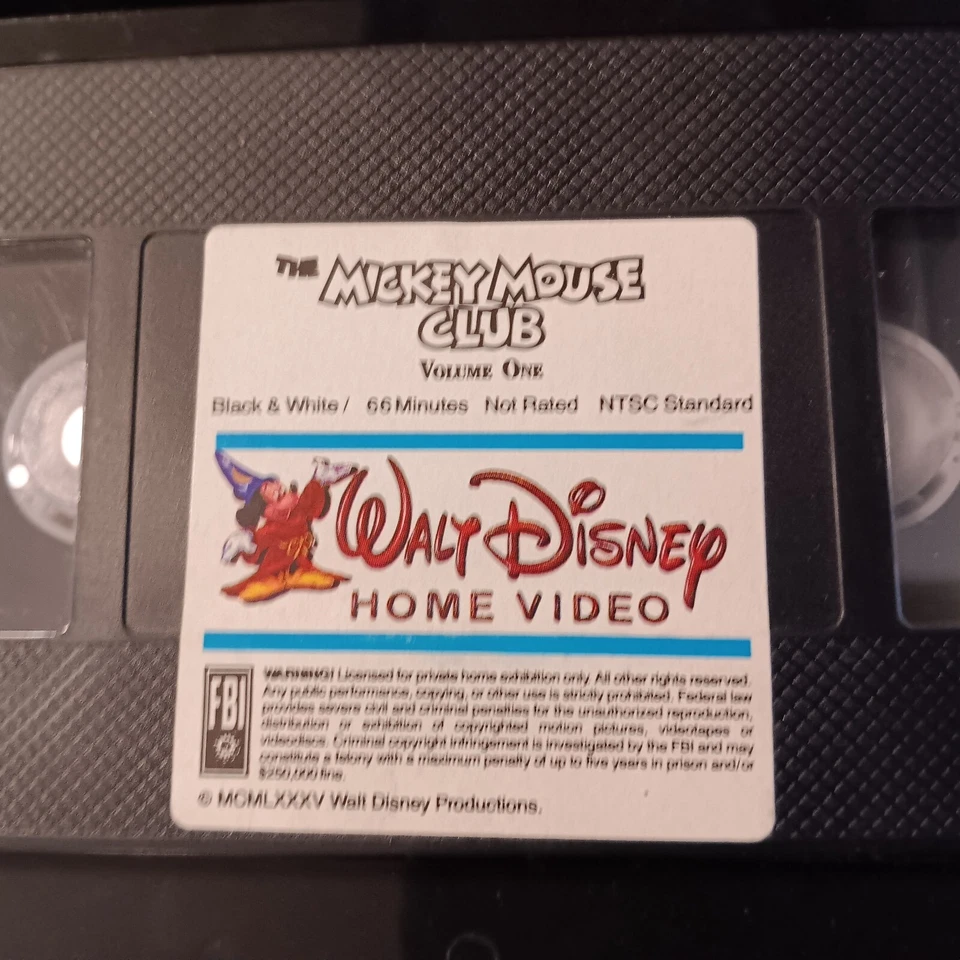 THE MICKEY MOUSE
CLUB
VOLUME ONE
Black & White / 66 Minutes Not Rated NTSC Standard
WALT DISNEY
HOME VIDEO
FBI
WARNING! Licensed for private home exhibition only. All other rights reserved.
Any public performance, copying, or other use is strictly prohibited. Federal law
provides severe civil and criminal penalties for the unauthorized reproduction,
distribution or exhibition of copyrighted motion pictures, videotapes or
videodiscs. Criminal copyright infringement is investigated by the FBI and may
constitute a felony with a maximum penalty of up to five years in prison and/or
$250,000 fine.
© MCMLXXXV Walt Disney Productions.